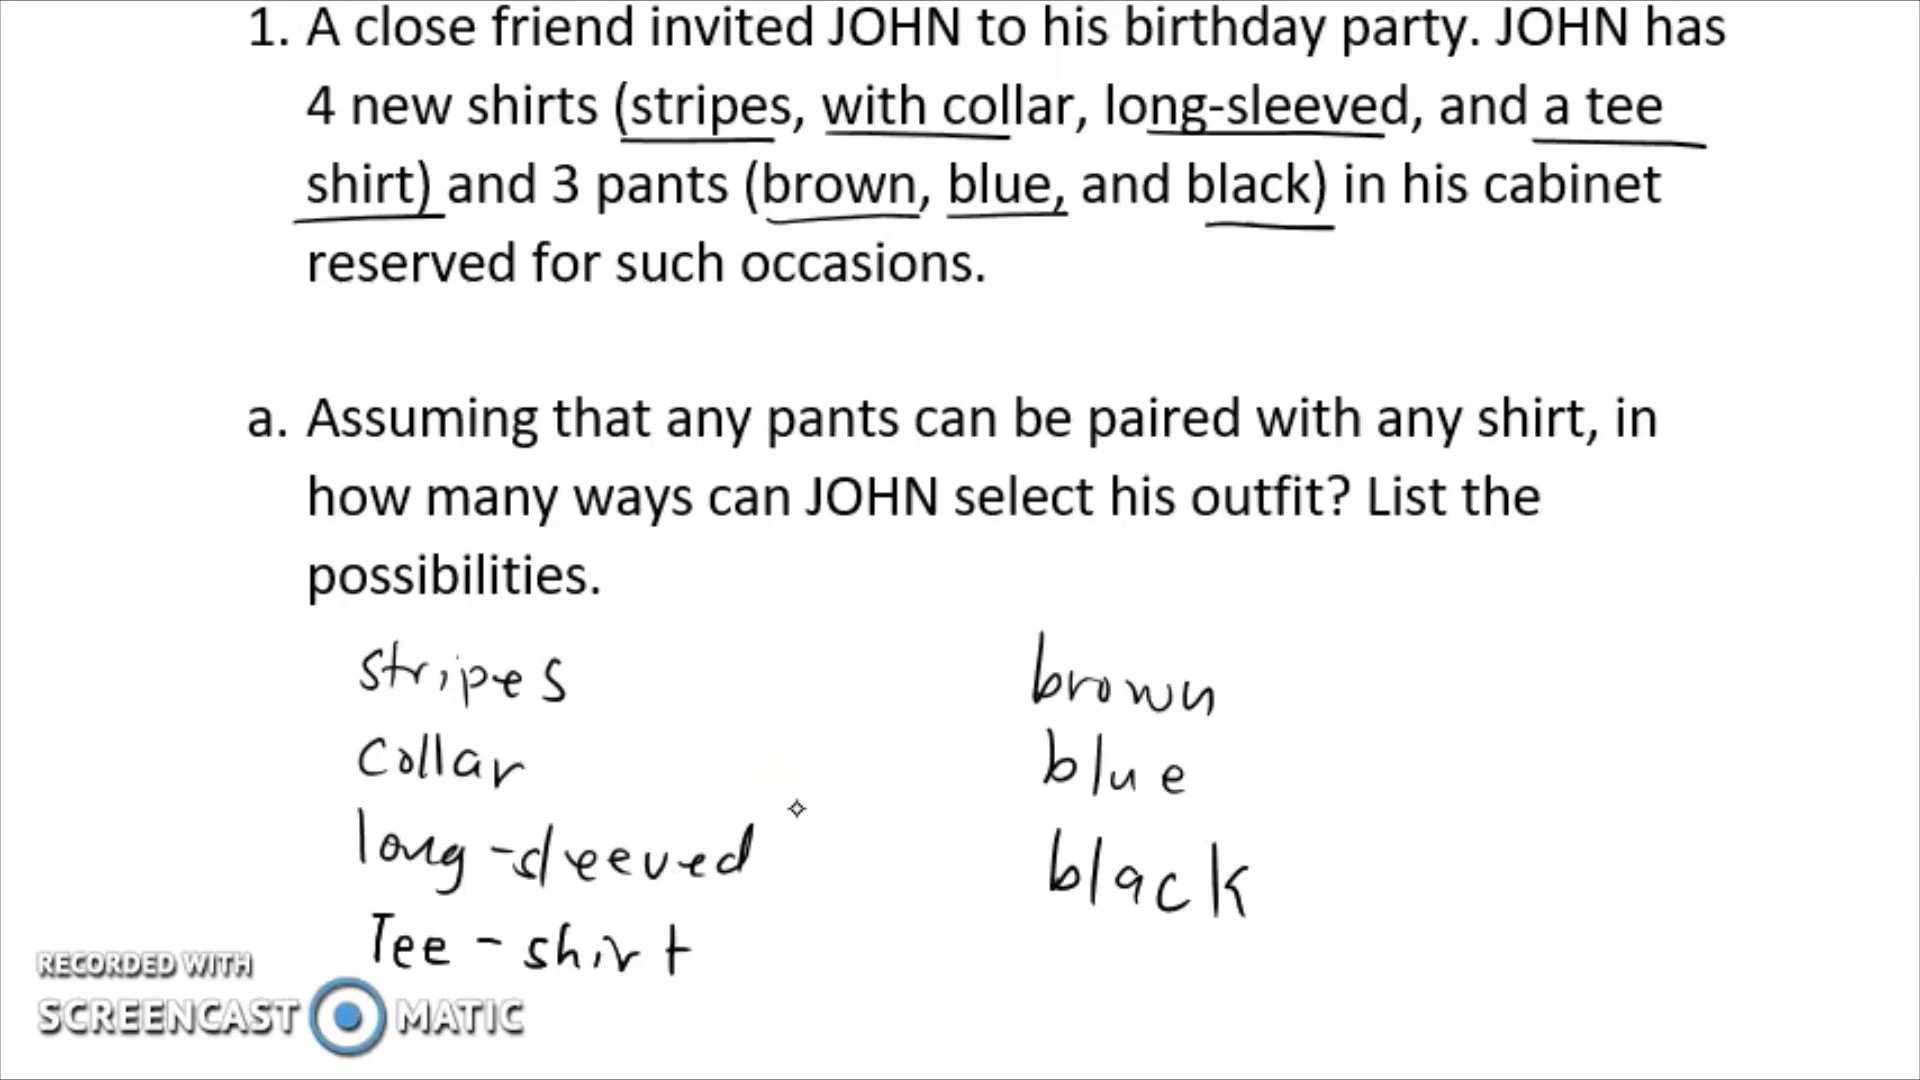 1. A close friend invited JOHN to his birthday party. JOHN has
4 new shirts (stripes, with collar, long-sleeved, and a tee
shirt) and 3 pants (brown, blue, and black) in his cabinet
reserved for such occasions.
a. Assuming that any pants can be paired with any shirt, in
how many ways can JOHN select his outfit? List the
possibilities.
stripes
collar
long-sleeved
Tee-shirt
brown
blue
black
RECORDED WITH
SCREENCAST MATIC